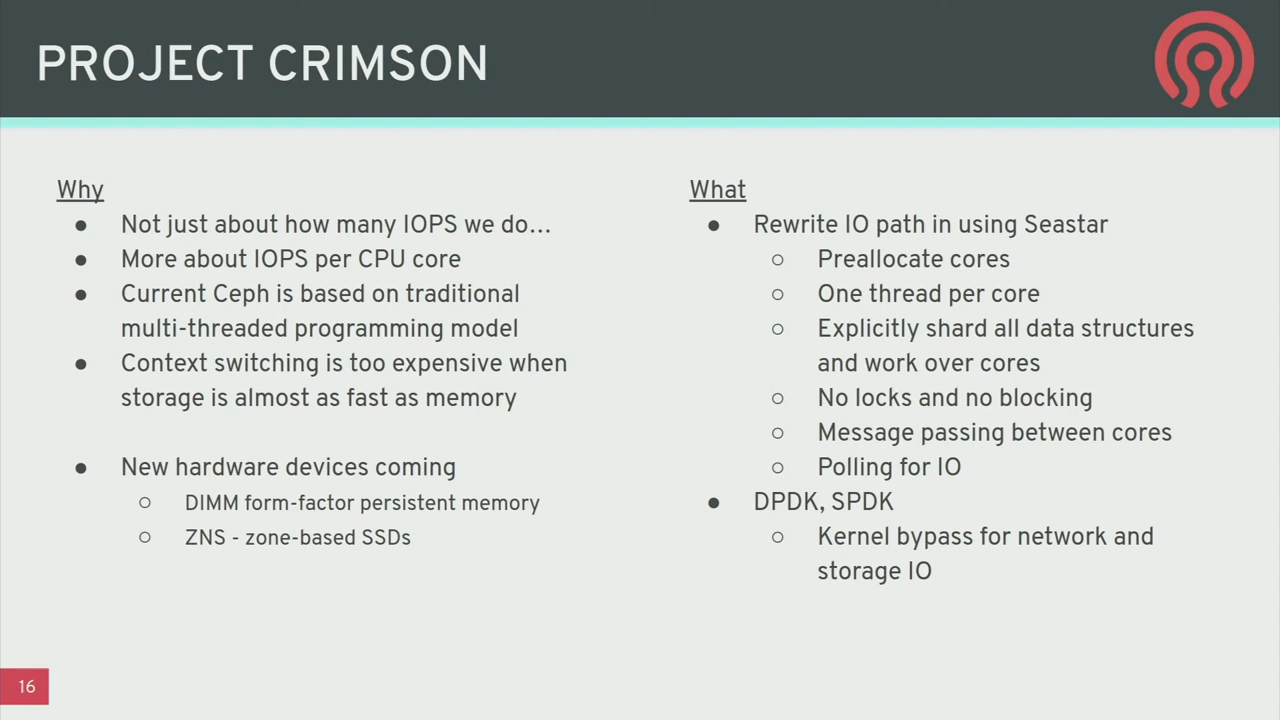 PROJECT CRIMSON
Why
● Not just about how many IOPS we do…
● More about IOPS per CPU core
● Current Ceph is based on traditional
multi-threaded programming model
● Context switching is too expensive when
storage is almost as fast as memory
● New hardware devices coming
○ DIMM form-factor persistent memory
○ ZNS - zone-based SSDs
What
● Rewrite IO path in using Seastar
○ Preallocate cores
○ One thread per core
○ Explicitly shard all data structures
and work over cores
○ No locks and no blocking
○ Message passing between cores
○ Polling for IO
● DPDK, SPDK
○ Kernel bypass for network and
storage IO
16